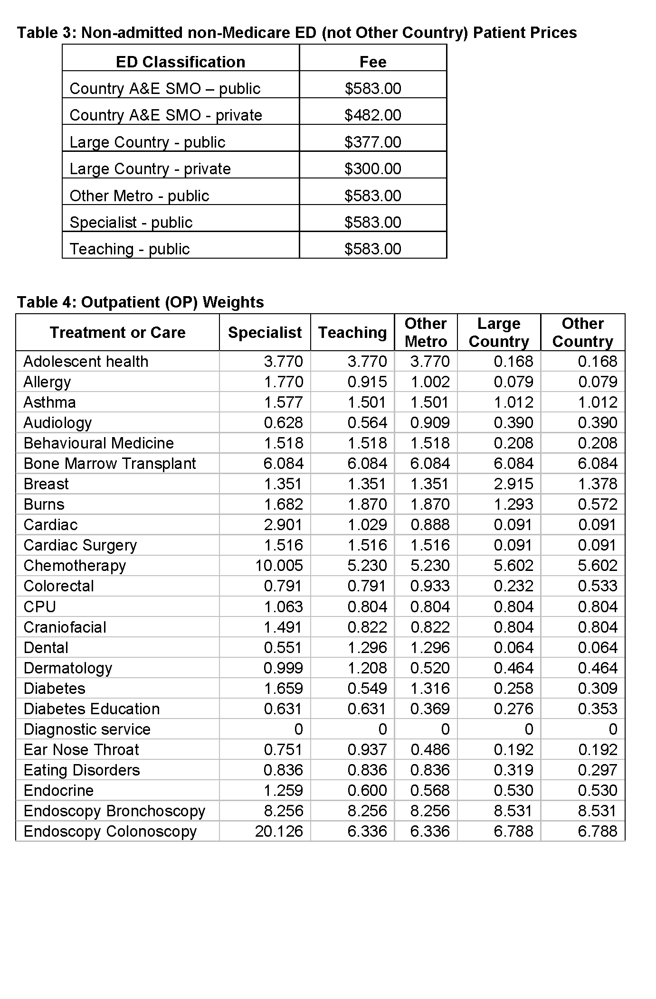 Table 3: Non-admitted non-Medicare ED (not Other Country) Patient Prices
ED Classification Fee
Country A&E SMO – public $583.00
Country A&E SMO - private $482.00
Large Country - public $377.00
Large Country - private $300.00
Other Metro - public $583.00
Specialist - public $583.00
Teaching - public $583.00
Table 4: Outpatient (OP) Weights
Treatment or Care Specialist Teaching Other Metro Large Country Other Country
Adolescent health 3.770 3.770 3.770 0.168 0.168
Allergy 1.770 0.915 1.002 0.079 0.079
Asthma 1.577 1.501 1.501 1.012 1.012
Audiology 0.628 0.564 0.909 0.390 0.390
Behavioural Medicine 1.518 1.518 1.518 0.208 0.208
Bone Marrow Transplant 6.084 6.084 6.084 6.084 6.084
Breast 1.351 1.351 1.351 2.915 1.378
Burns 1.682 1.870 1.870 1.293 0.572
Cardiac 2.901 1.029 0.888 0.091 0.091
Cardiac Surgery 1.516 1.516 1.516 0.091 0.091
Chemotherapy 10.005 5.230 5.230 5.602 5.602
Colorectal 0.791 0.791 0.933 0.232 0.533
CPU 1.063 0.804 0.804 0.804 0.804
Craniofacial 1.491 0.822 0.822 0.804 0.804
Dental 0.551 1.296 1.296 0.064 0.064
Dermatology 0.999 1.208 0.520 0.464 0.464
Diabetes 1.659 0.549 1.316 0.258 0.309
Diabetes Education 0.631 0.631 0.369 0.276 0.353
Diagnostic service 0 0 0 0 0
Ear Nose Throat 0.751 0.937 0.486 0.192 0.192
Eating Disorders 0.836 0.836 0.836 0.319 0.297
Endocrine 1.259 0.600 0.568 0.530 0.530
Endoscopy Bronchoscopy 8.256 8.256 8.256 8.531 8.531
Endoscopy Colonoscopy 20.126 6.336 6.336 6.788 6.788